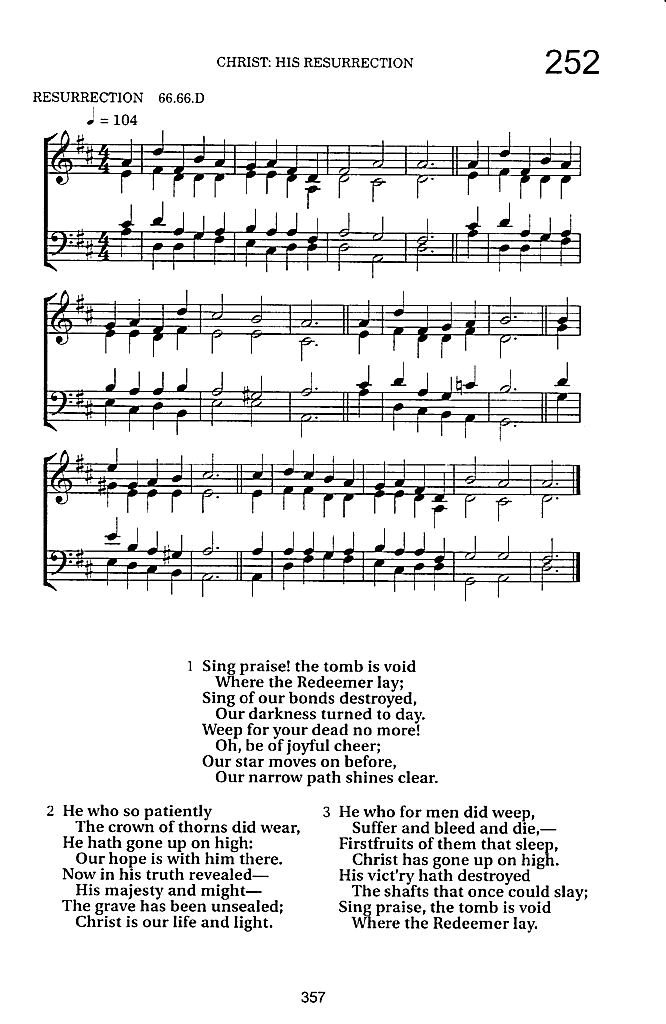 CHRIST: HIS RESURRECTION
252
RESURRECTION 66.66.D
♩ = 104
1 Sing praise! the tomb is void
Where the Redeemer lay;
Sing of our bonds destroyed,
Our darkness turned to day.
Weep for your dead no more!
Oh, be of joyful cheer;
Our star moves on before,
Our narrow path shines clear.
2 He who so patiently
The crown of thorns did wear,
He hath gone up on high:
Our hope is with him there.
Now in his truth revealed—
His majesty and might—
The grave has been unsealed;
Christ is our life and light.
3 He who for men did weep,
Suffer and bleed and die,—
Firstfruits of them that sleep,
Christ has gone up on high.
His vict'ry hath destroyed
The shafts that once could slay;
Sing praise, the tomb is void
Where the Redeemer lay.
357